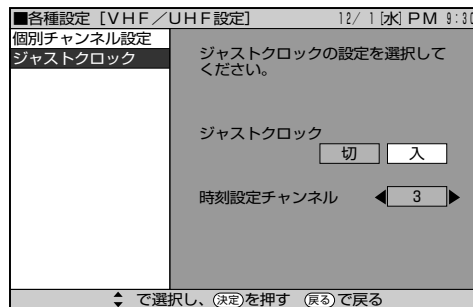 ■各種設定［VHF／UHF設定］ 12/ 1 [水] PM 9:30
個別チャンネル設定
ジャストクロック
ジャストクロックの設定を選択して
ください。
ジャストクロック
切 入
時刻設定チャンネル ◀ 3 ▶
で選択し、決定を押す 戻るで戻る